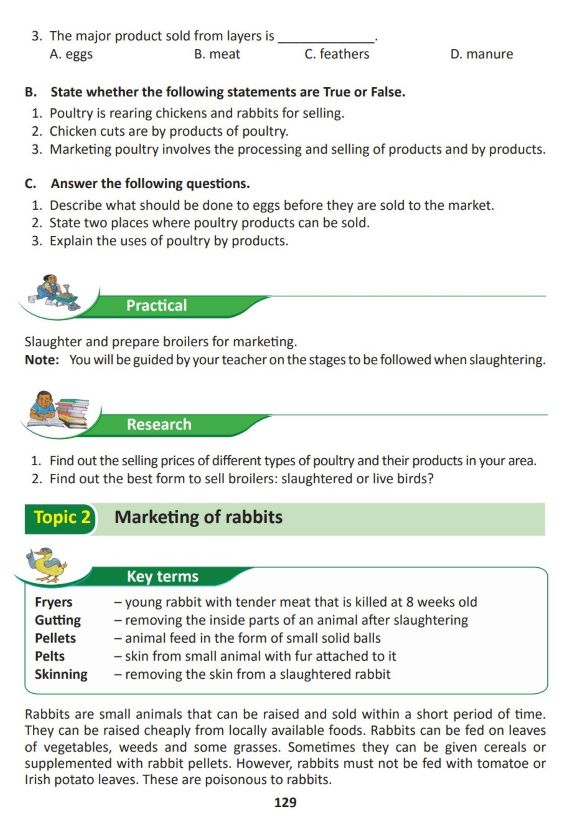 3. The major product sold from layers is _______________.
A. eggs B. meat C. feathers D. manure
B. State whether the following statements are True or False.
1. Poultry is rearing chickens and rabbits for selling.
2. Chicken cuts are by products of poultry.
3. Marketing poultry involves the processing and selling of products and by products.
C. Answer the following questions.
1. Describe what should be done to eggs before they are sold to the market.
2. State two places where poultry products can be sold.
3. Explain the uses of poultry by products.
Practical
Slaughter and prepare broilers for marketing.
Note: You will be guided by your teacher on the stages to be followed when slaughtering.
Research
1. Find out the selling prices of different types of poultry and their products in your area.
2. Find out the best form to sell broilers: slaughtered or live birds?
Topic 2 Marketing of rabbits
Key terms
Fryers – young rabbit with tender meat that is killed at 8 weeks old
Gutting – removing the inside parts of an animal after slaughtering
Pellets – animal feed in the form of small solid balls
Pelts – skin from small animal with fur attached to it
Skinning – removing the skin from a slaughtered rabbit
Rabbits are small animals that can be raised and sold within a short period of time.
They can be raised cheaply from locally available foods. Rabbits can be fed on leaves
of vegetables, weeds and some grasses. Sometimes they can be given cereals or
supplemented with rabbit pellets. However, rabbits must not be fed with tomatoe or
Irish potato leaves. These are poisonous to rabbits.
129